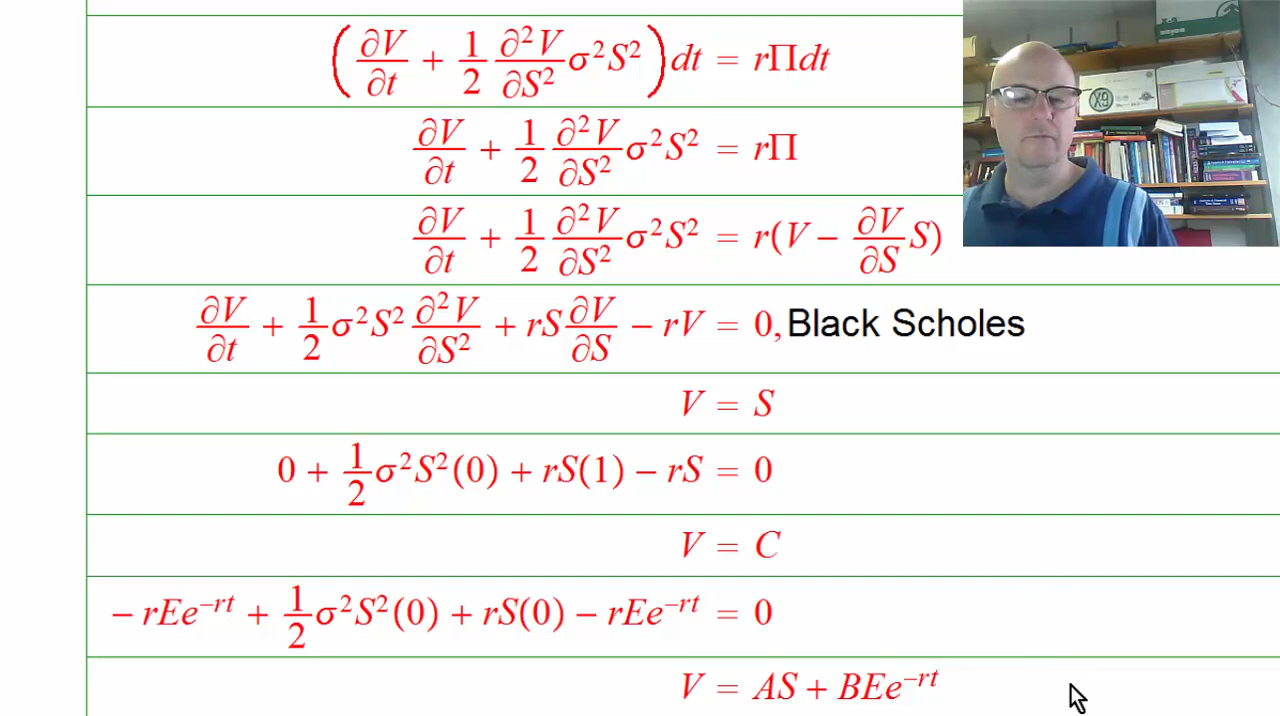 (∂V/∂t + 1/2 ∂²V/∂S² σ²S²)dt = rΠdt
∂V/∂t + 1/2 ∂²V/∂S² σ²S² = rΠ
∂V/∂t + 1/2 ∂²V/∂S² σ²S² = r(V − ∂V/∂S S)
∂V/∂t + 1/2 σ²S² ∂²V/∂S² + rS ∂V/∂S − rV = 0, Black Scholes
V = S
0 + 1/2 σ²S²(0) + rS(1) − rS = 0
V = C
− rEe⁻ʳᵗ + 1/2 σ²S²(0) + rS(0) − rEe⁻ʳᵗ = 0
V = AS + BEe⁻ʳᵗ
X9